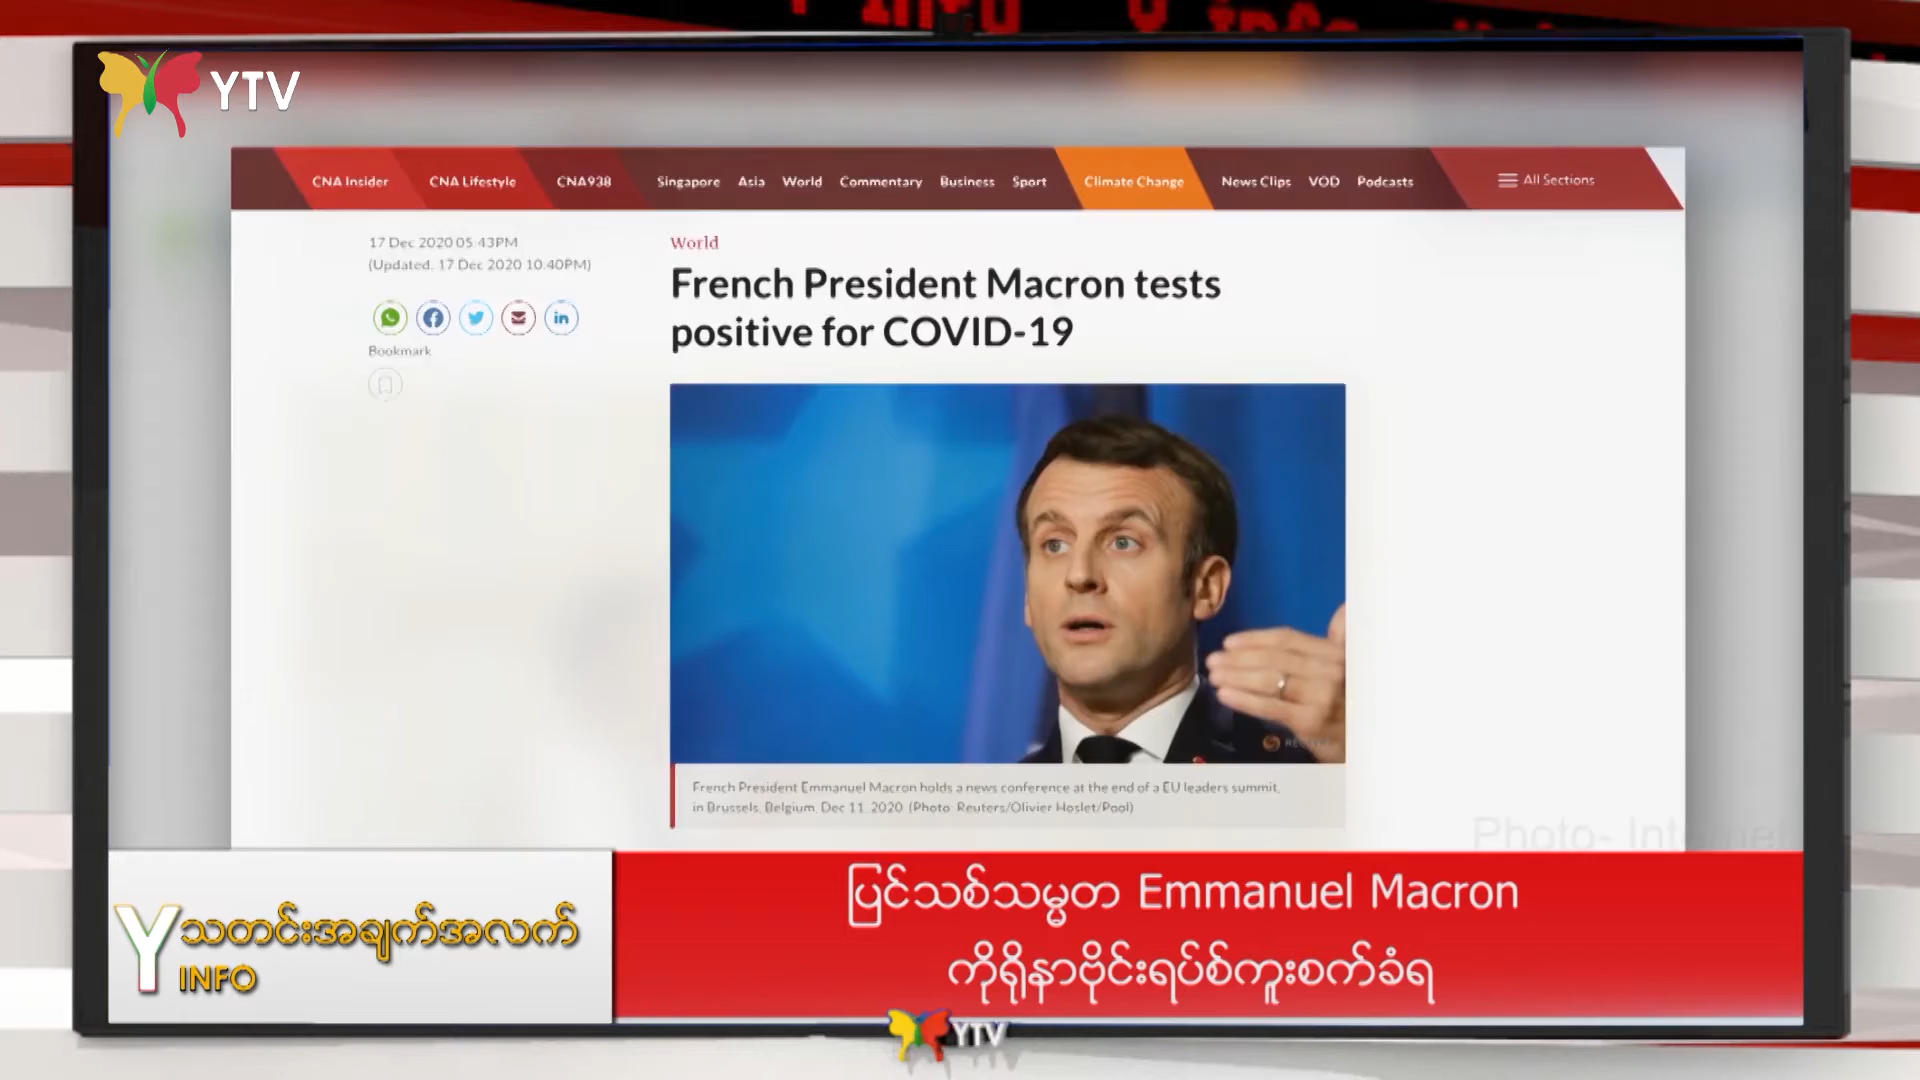 YTV
CNA Insider CNA Lifestyle CNA938 Singapore Asia World Commentary Business Sport Climate Change News Clips VOD Podcasts All Sections
17 Dec 2020 05:43PM
(Updated: 17 Dec 2020 10:40PM)
Bookmark
World
French President Macron tests
positive for COVID-19
French President Emmanuel Macron holds a news conference at the end of a EU leaders summit,
in Brussels, Belgium, Dec 11, 2020. (Photo: Reuters/Olivier Hoslet/Pool)
Photo- Internet
Y သတင်းအချက်အလက်
INFO
ပြင်သစ်သမ္မတ Emmanuel Macron
ကိုရိုနာဗိုင်းရပ်စ်ကူးစက်ခံရ
YTV